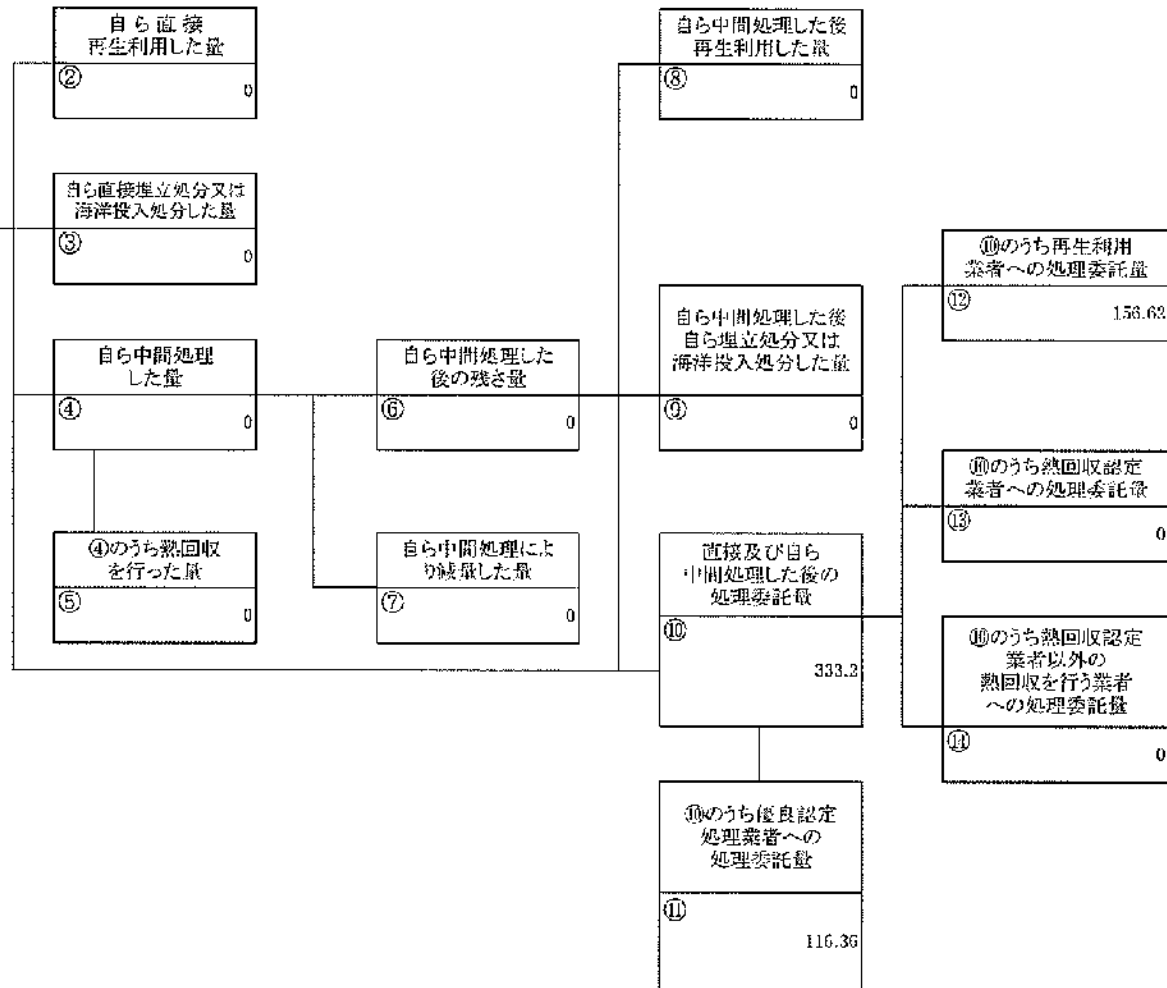 自ら直接
再生利用した量
②
0
自ら中間処理した後
再生利用した量
⑧
0
自ら直接埋立処分又は
海洋投入処分した量
③
0
⑩のうち再生利用
業者への処理委託量
⑫
156.62
自ら中間処理した後
自ら埋立処分又は
海洋投入処分した量
⑨
0
自ら中間処理
した量
④
0
自ら中間処理した
後の残さ量
⑥
0
⑩のうち熱回収認定
業者への処理委託量
⑬
0
④のうち熱回収
を行った量
⑤
0
自ら中間処理によ
り減量した量
⑦
0
直接及び自ら
中間処理した後の
処理委託量
⑩
333.2
⑩のうち熱回収認定
業者以外の
熱回収を行う業者
への処理委託量
⑭
0
⑩のうち優良認定
処理業者への
処理委託量
⑪
116.36